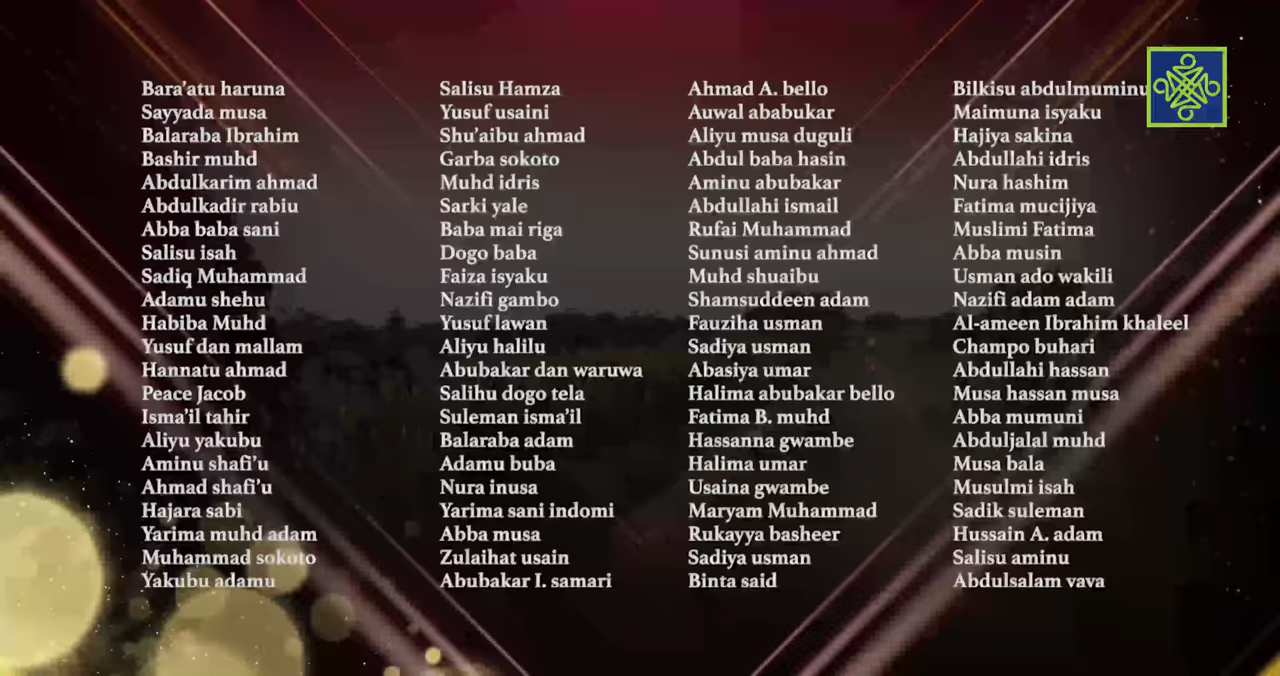 Bara'atu haruna
Sayyada musa
Balaraba Ibrahim
Bashir muhd
Abdulkarim ahmad
Abdulkadir rabiu
Abba baba sani
Salisu isah
Sadiq Muhammad
Adamu shehu
Habiba Muhd
Yusuf dan mallam
Hannatu ahmad
Peace Jacob
Isma'il tahir
Aliyu yakubu
Aminu shafi'u
Ahmad shafi'u
Hajara sabi
Yarima muhd adam
Muhammad sokoto
Yakubu adamu
Salisu Hamza
Yusuf usaini
Shu'aibu ahmad
Garba sokoto
Muhd idris
Sarki yale
Baba mai riga
Dogo baba
Faiza isyaku
Nazifi gambo
Yusuf lawan
Aliyu halilu
Abubakar dan waruwa
Salihu dogo tela
Suleman isma'il
Balaraba adam
Adamu buba
Nura inusa
Yarima sani indomi
Abba musa
Zulaihat usain
Abubakar I. samari
Ahmad A. bello
Auwal ababukar
Aliyu musa duguli
Abdul baba hasin
Aminu abubakar
Abdullahi ismail
Rufai Muhammad
Sunusi aminu ahmad
Muhd shuaibu
Shamsuddeen adam
Fauziha usman
Sadiya usman
Abasiya umar
Halima abubakar bello
Fatima B. muhd
Hassanna gwambe
Halima umar
Usaina gwambe
Maryam Muhammad
Rukayya basheer
Sadiya usman
Binta said
Bilkisu abdulmuminu
Maimuna isyaku
Hajiya sakina
Abdullahi idris
Nura hashim
Fatima mucijiya
Muslimi Fatima
Abba musin
Usman ado wakili
Nazifi adam adam
Al-ameen Ibrahim khaleel
Champo buhari
Abdullahi hassan
Musa hassan musa
Abba mumuni
Abduljalal muhd
Musa bala
Musulmi isah
Sadik suleman
Hussain A. adam
Salisu aminu
Abdulsalam vava